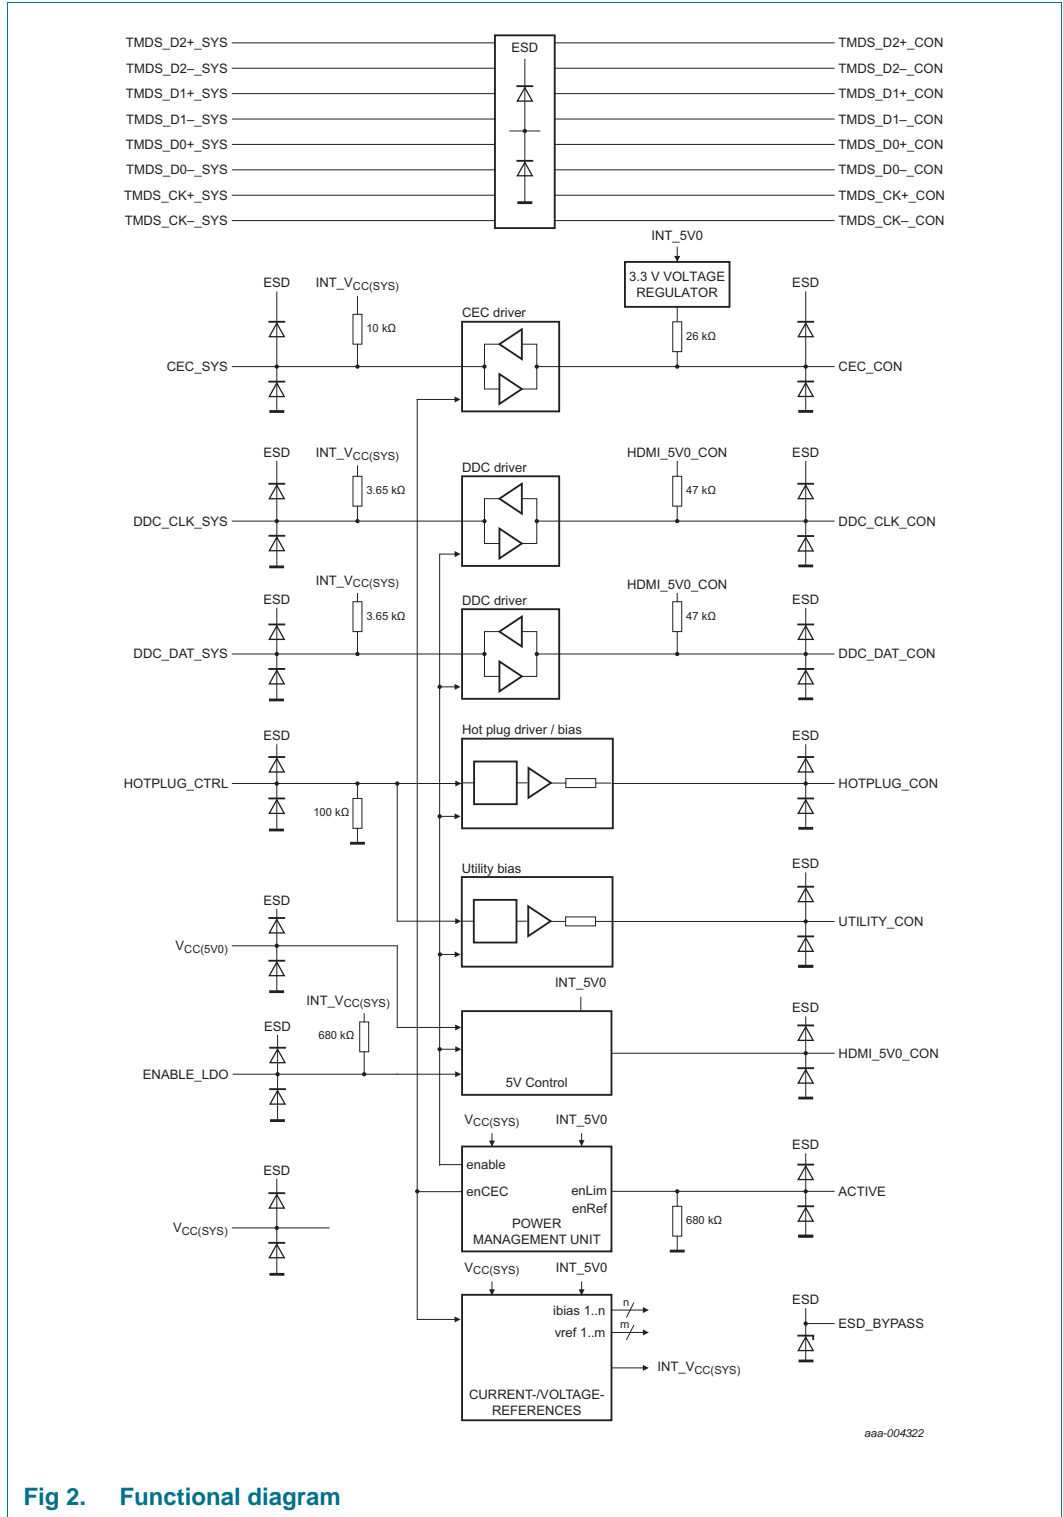 TMDS_D2+_SYS ESD TMDS_D2+_CON
TMDS_D2–_SYS TMDS_D2–_CON
TMDS_D1+_SYS TMDS_D1+_CON
TMDS_D1–_SYS TMDS_D1–_CON
TMDS_D0+_SYS TMDS_D0+_CON
TMDS_D0–_SYS TMDS_D0–_CON
TMDS_CK+_SYS TMDS_CK+_CON
TMDS_CK–_SYS TMDS_CK–_CON
INT_5V0
ESD INT_VCC(SYS) 3.3 V VOLTAGE ESD
REGULATOR
CEC driver
10 kΩ 26 kΩ
CEC_SYS CEC_CON
ESD INT_VCC(SYS) HDMI_5V0_CON ESD
DDC driver
3.65 kΩ 47 kΩ
DDC_CLK_SYS DDC_CLK_CON
INT_VCC(SYS) HDMI_5V0_CON
ESD DDC driver ESD
3.65 kΩ 47 kΩ
DDC_DAT_SYS DDC_DAT_CON
ESD Hot plug driver / bias ESD
HOTPLUG_CTRL HOTPLUG_CON
100 kΩ
Utility bias ESD
ESD
UTILITY_CON
VCC(5V0)
INT_5V0
INT_VCC(SYS) ESD
ESD 680 kΩ
HDMI_5V0_CON
ENABLE_LDO 5V Control
VCC(SYS) INT_5V0
ESD enable ESD
enCEC enLim ACTIVE
enRef
680 kΩ
VCC(SYS) POWER
MANAGEMENT UNIT
VCC(SYS) INT_5V0
ibias 1..n n ESD
vref 1..m m ESD_BYPASS
INT_VCC(SYS)
CURRENT-/VOLTAGE-
REFERENCES
aaa-004322
Fig 2. Functional diagram